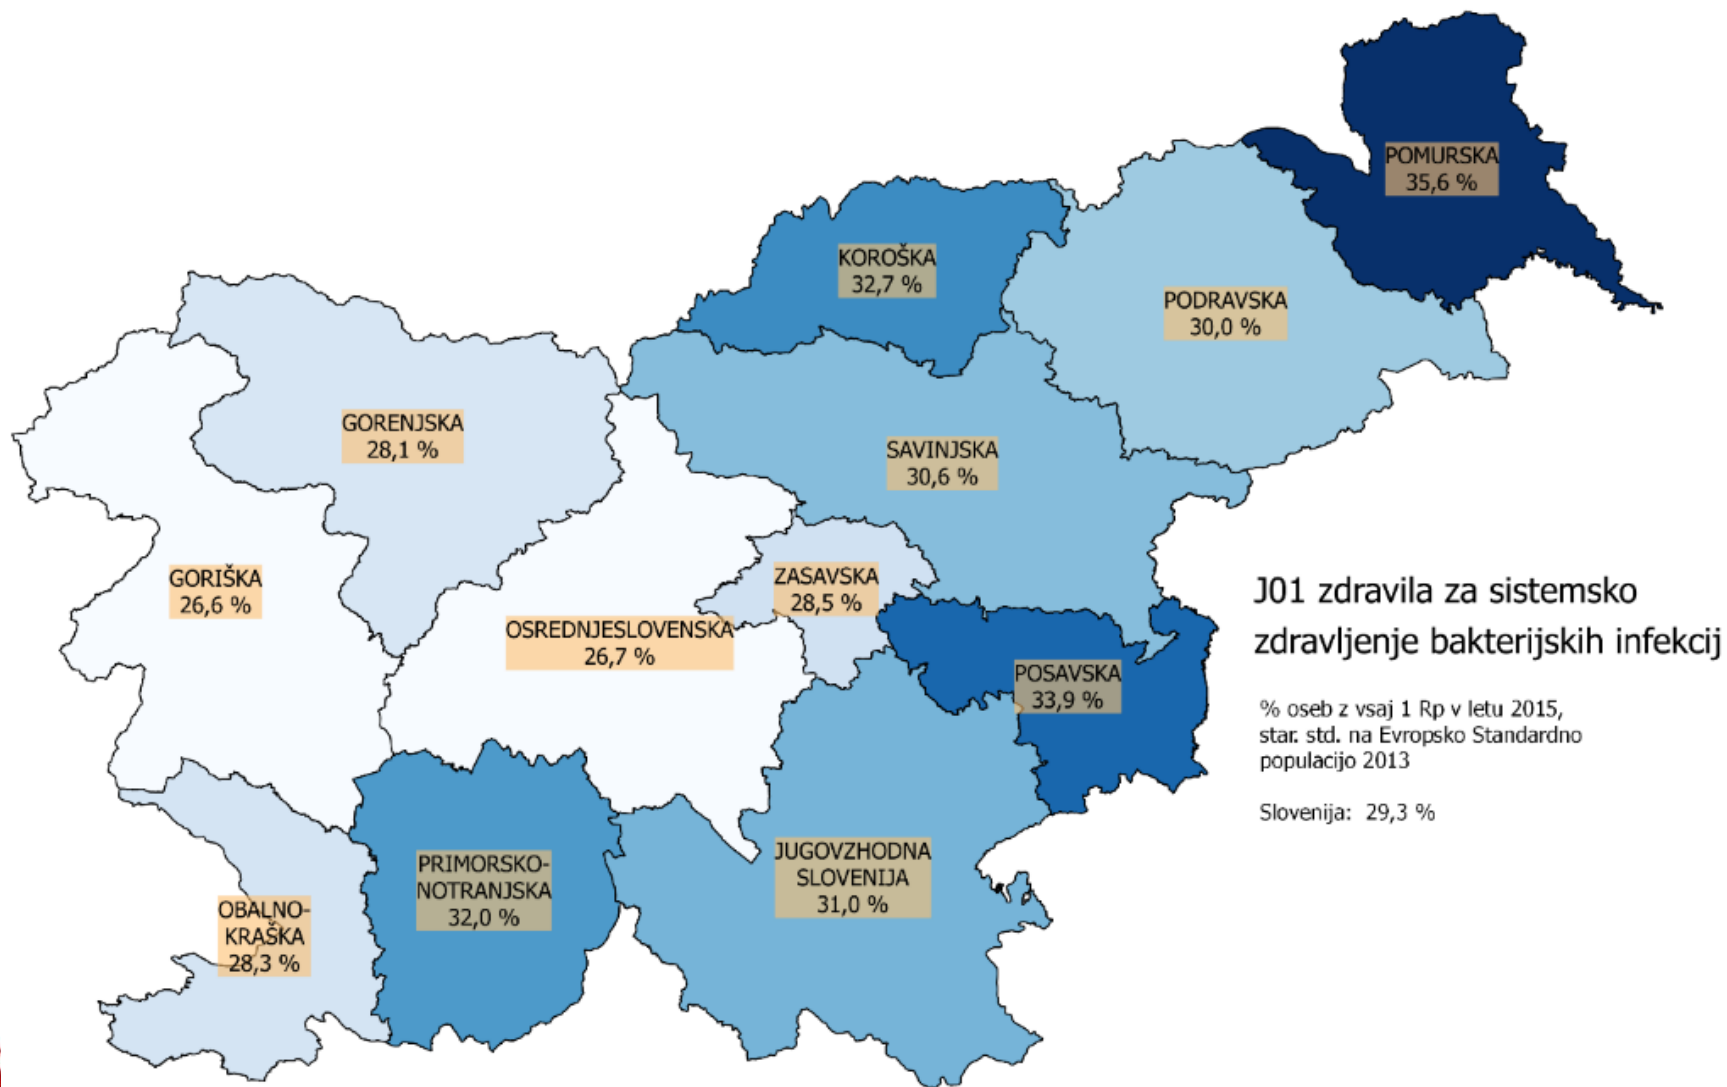 POMURSKA
35,6 %
KOROŠKA
32,7 %
PODRAVSKA
30,0 %
GORENJSKA
28,1 %
SAVINJSKA
30,6 %
GORIŠKA
26,6 %
ZASAVSKA
28,5 %
OSREDNJESLOVENSKA
26,7 %
POSAVSKA
33,9 %
JUGOVZHODNA
SLOVENIJA
31,0 %
PRIMORSKO-
NOTRANJSKA
32,0 %
OBALNO-
KRAŠKA
28,3 %
J01 zdravila za sistemsko
zdravljenje bakterijskih infekcij
% oseb z vsaj 1 Rp v letu 2015,
star. std. na Evropsko Standardno
populacijo 2013
Slovenija: 29,3 %